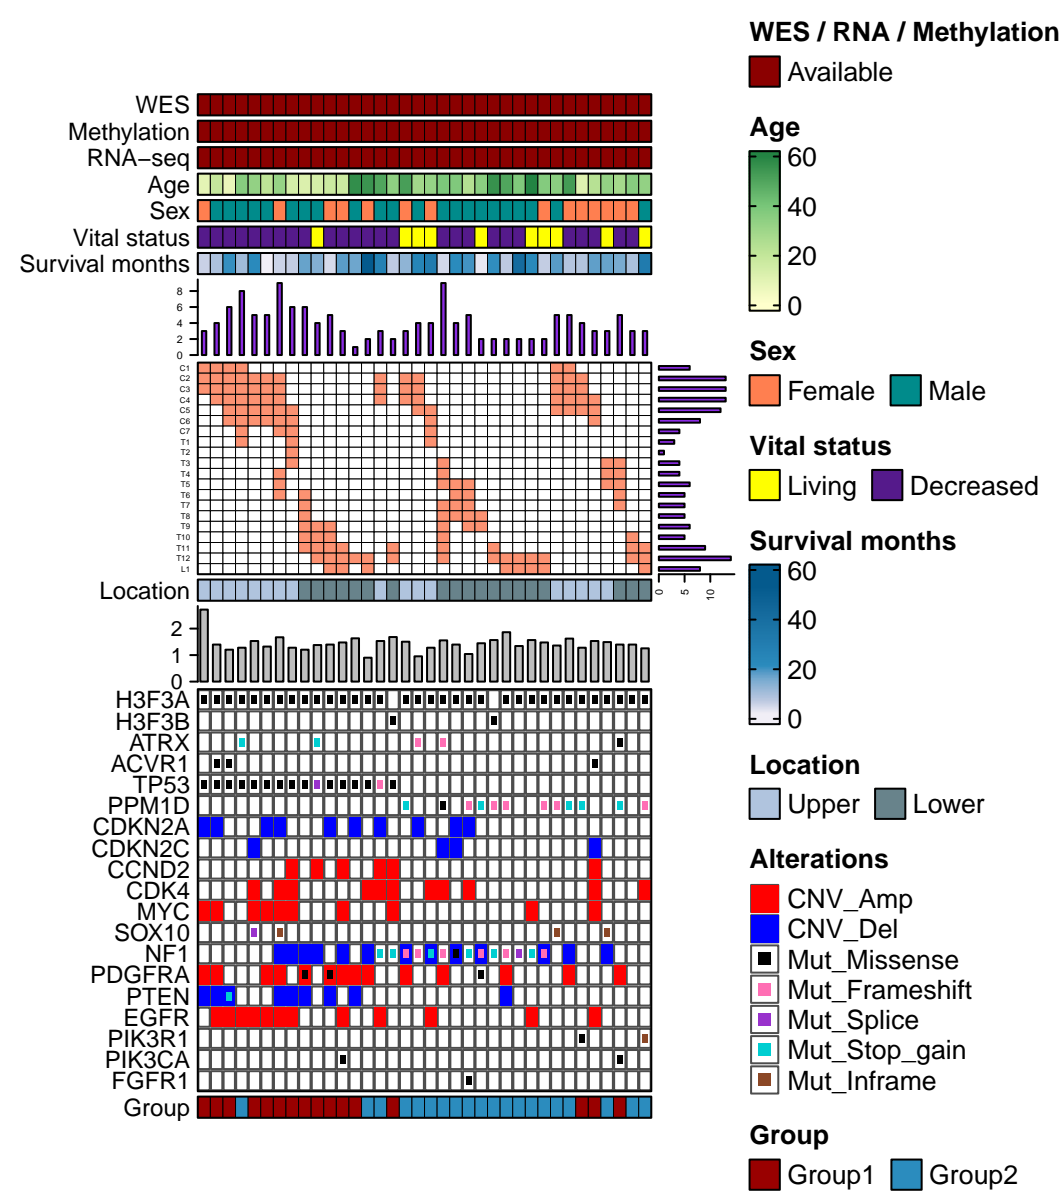 WES / RNA / Methylation
Available
WES
Methylation
RNA−seq
Age
Sex
Vital status
Survival months
Age
60
40
20
0
8
6
4
2
0
Sex
Female
Male
C1
C2
C3
C4
C5
C6
C7
T1
T2
T3
T4
T5
T6
T7
T8
T9
T10
T11
T12
L1
0
5
10
Vital status
Living
Decreased
Survival months
60
40
20
0
Location
2
1
0
H3F3A
H3F3B
ATRX
ACVR1
TP53
PPM1D
CDKN2A
CDKN2C
CCND2
CDK4
MYC
SOX10
NF1
PDGFRA
PTEN
EGFR
PIK3R1
PIK3CA
FGFR1
Group
Location
Upper
Lower
Alterations
CNV_Amp
CNV_Del
Mut_Missense
Mut_Frameshift
Mut_Splice
Mut_Stop_gain
Mut_Inframe
Group
Group1
Group2